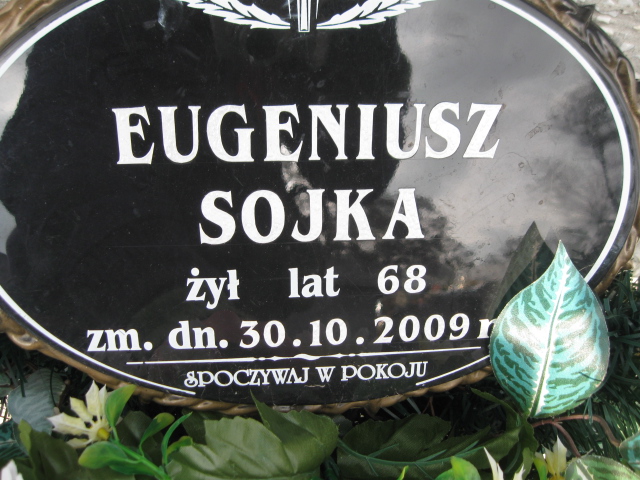 EUGENIUSZ
SOJKA
żył lat 68
zm. dn. 30.10.2009 r
SPOCZYWAJ W POKOJU